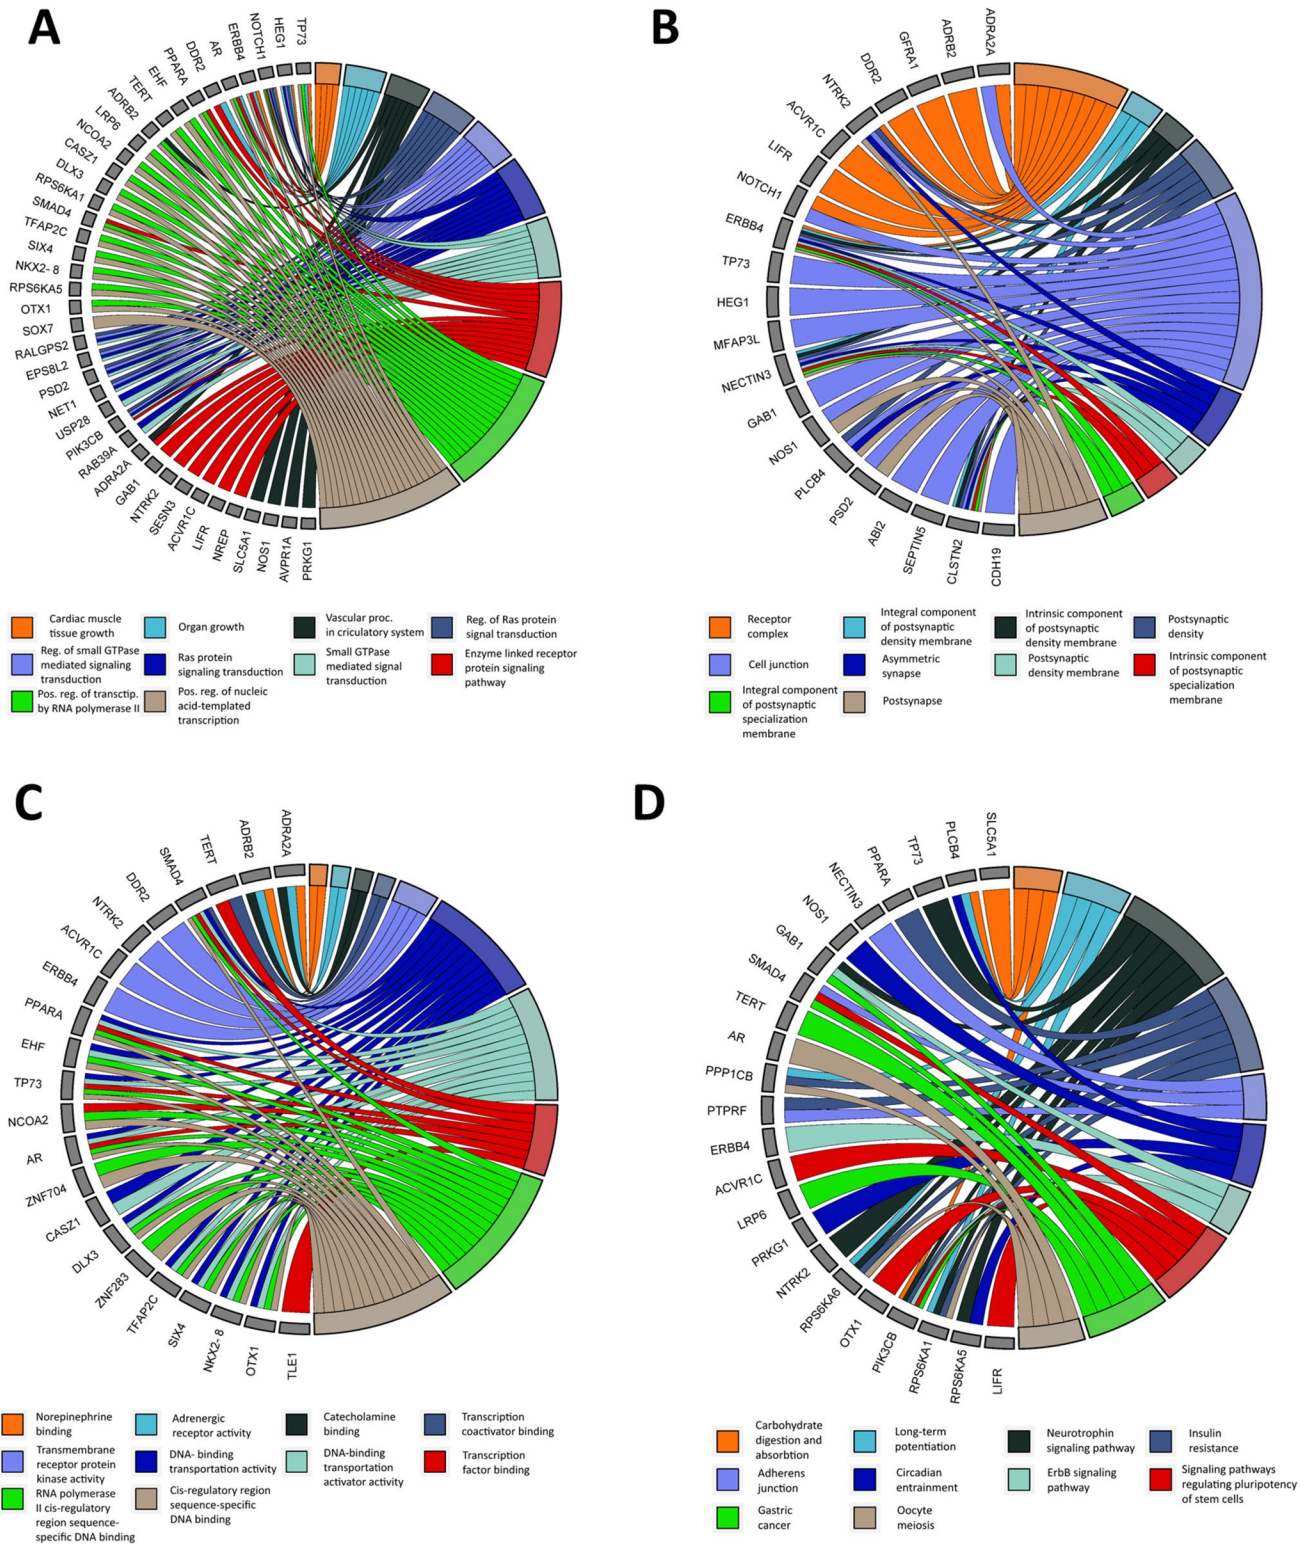 A
TP73
HEG1
NOTCH1
ERBB4
AR
DDR2
PPARA
EHF
TERT
ADRB2
LRP6
NCOA2
CASZ1
DLX3
RPS6KA1
SMAD4
TFAP2C
SIX4
NKX2- 8
RPS6KA5
OTX1
SOX7
RALGPS2
EPS8L2
PSD2
NET1
USP28
PIK3CB
RAB39A
ADRA2A
GAB1
NTRK2
SESN3
ACVR1C
LIFR
NREP
SLC5A1
NOS1
AVPR1A
PRKG1
Cardiac muscle
tissue growth
Organ growth
Vascular proc.
in criculatory system
Reg. of Ras protein
signal transduction
Reg. of small GTPase
mediated signaling
transduction
Ras protein
signaling transduction
Small GTPase
mediated signal
transduction
Enzyme linked receptor
protein signaling
pathway
Pos. reg. of transctip.
by RNA polymerase II
Pos. reg. of nucleic
acid-templated
transcription
B
ADRA2A
ADRB2
GFRA1
DDR2
NTRK2
ACVR1C
LIFR
NOTCH1
ERBB4
TP73
HEG1
MFAP3L
NECTIN3
GAB1
NOS1
PLCB4
PSD2
ABI2
SEPTIN5
CLSTN2
CDH19
Receptor
complex
Integral component
of postsynaptic
density membrane
Intrinsic component
of postsynaptic
density membrane
Postsynaptic
density
Cell junction
Asymmetric
synapse
Postsynaptic
density membrane
Intrinsic component
of postsynaptic
specialization
membrane
Integral component
of postsynaptic
specialization
membrane
Postsynapse
C
ADRA2A
ADRB2
TERT
SMAD4
DDR2
NTRK2
ACVR1C
ERBB4
PPARA
EHF
TP73
NCOA2
AR
ZNF704
CASZ1
DLX3
ZNF283
TFAP2C
SIX4
NKX2- 8
OTX1
TLE1
Norepinephrine
binding
Adrenergic
receptor activity
Catecholamine
binding
Transcription
coactivator binding
Transmembrane
receptor protein
kinase activity
DNA- binding
transportation activity
DNA-binding
transportation
activator activity
Transcription
factor binding
RNA polymerase
II cis-regulatory
region sequence-
specific DNA binding
Cis-regulatory region
sequence-specific
DNA binding
D
SLC5A1
PLCB4
TP73
PPARA
NECTIN3
NOS1
GAB1
SMAD4
TERT
AR
PPP1CB
PTPRF
ERBB4
ACVR1C
LRP6
PRKG1
NTRK2
RPS6KA6
OTX1
PIK3CB
RPS6KA1
RPS6KA5
LIFR
Carbohydrate
digestion and
absorbtion
Long-term
potentiation
Neurotrophin
signaling pathway
Insulin
resistance
Adherens
junction
Circadian
entrainment
ErbB signaling
pathway
Signaling pathways
regulating pluripotency
of stem cells
Gastric
cancer
Oocyte
meiosis